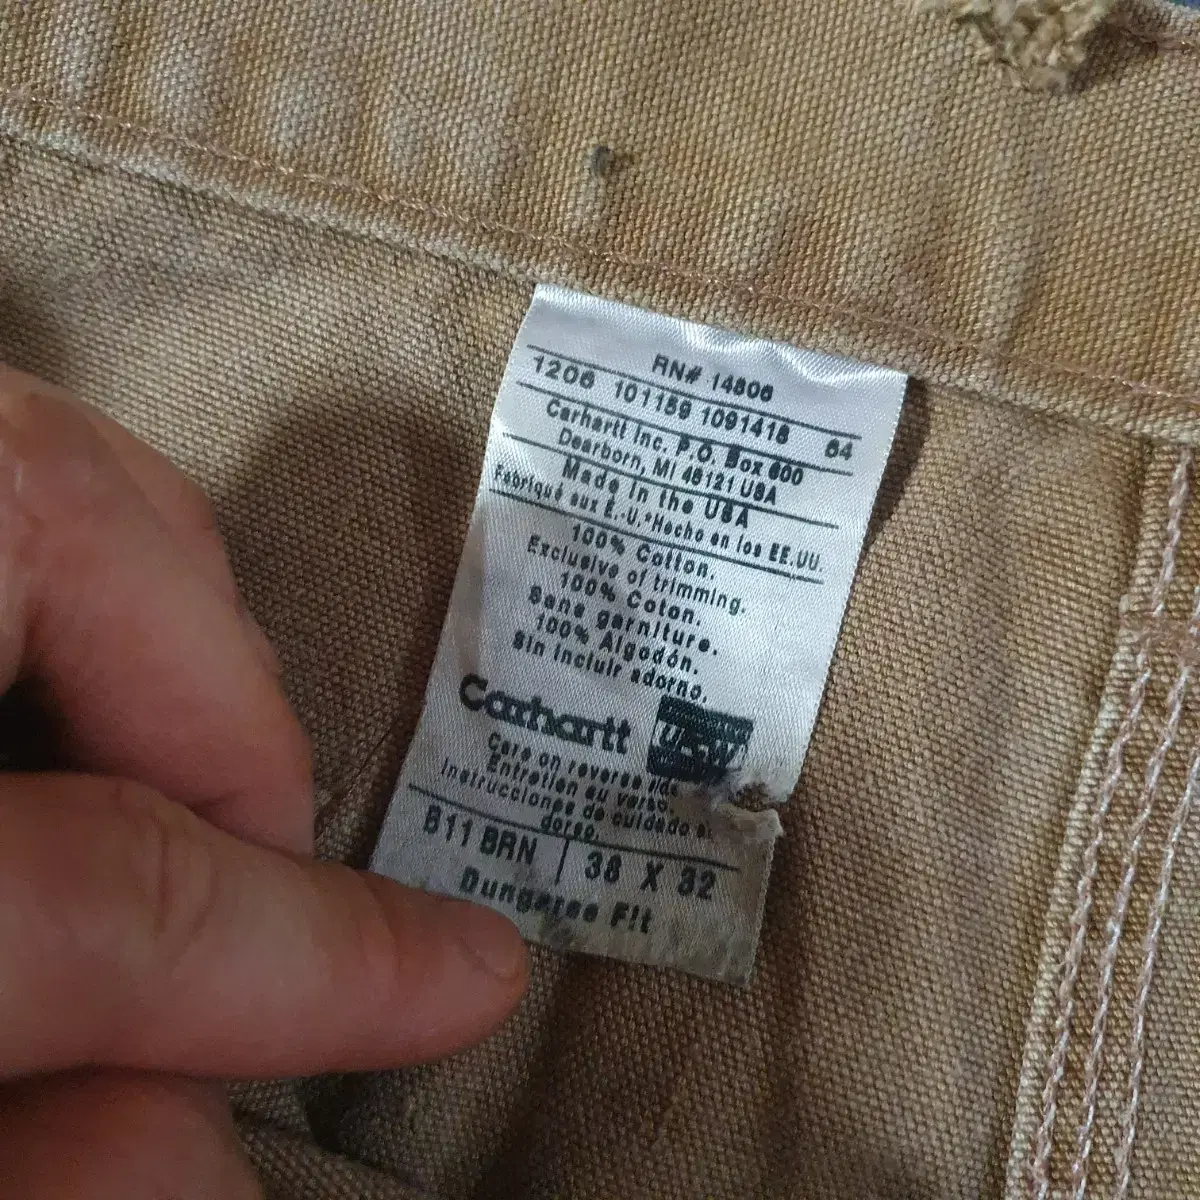 RN# 14806
1206 101159 1091418 64
Carhartt Inc. P.O. Box 600
Dearborn, MI 48121 USA
Made in the USA
Fabriqué aux É.-U.*Hecho en los EE.UU.
100% Cotton.
Exclusive of trimming.
100% Coton.
Sans garniture.
100% Algodón.
Sin incluir adorno.
Carhartt USW
Care on reverse side
Entretien au verso.
Instrucciones de cuidado al
dorso.
B11 BRN | 38 X 32
Dungaree Fit